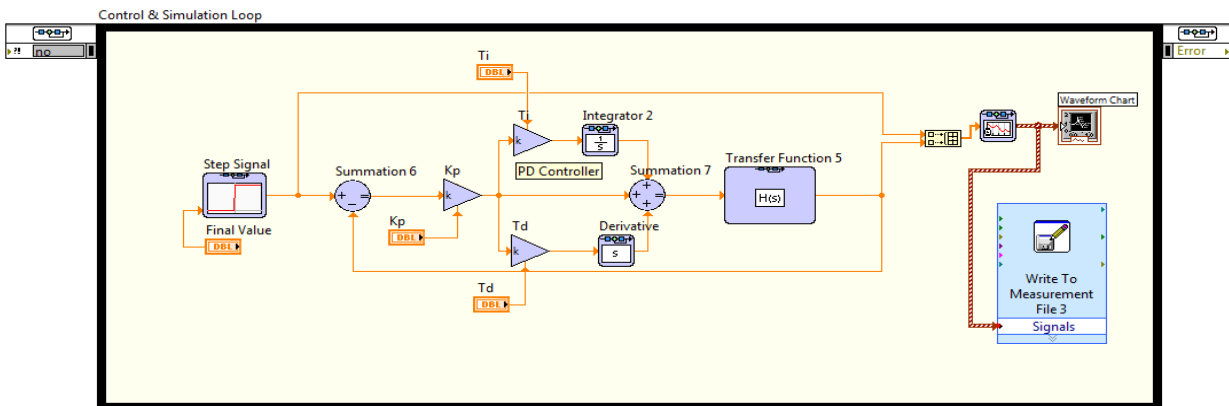 Control & Simulation Loop
?! no
Error
Ti
DBL
Ti
k
Integrator 2
1
s
Waveform Chart
Step Signal
Summation 6
Kp
PD Controller
Summation 7
Transfer Function 5
+ − =
k
+ + + =
H(s)
Final Value
DBL
Kp
DBL
Td
k
Derivative
s
Td
DBL
Write To
Measurement
File 3
Signals